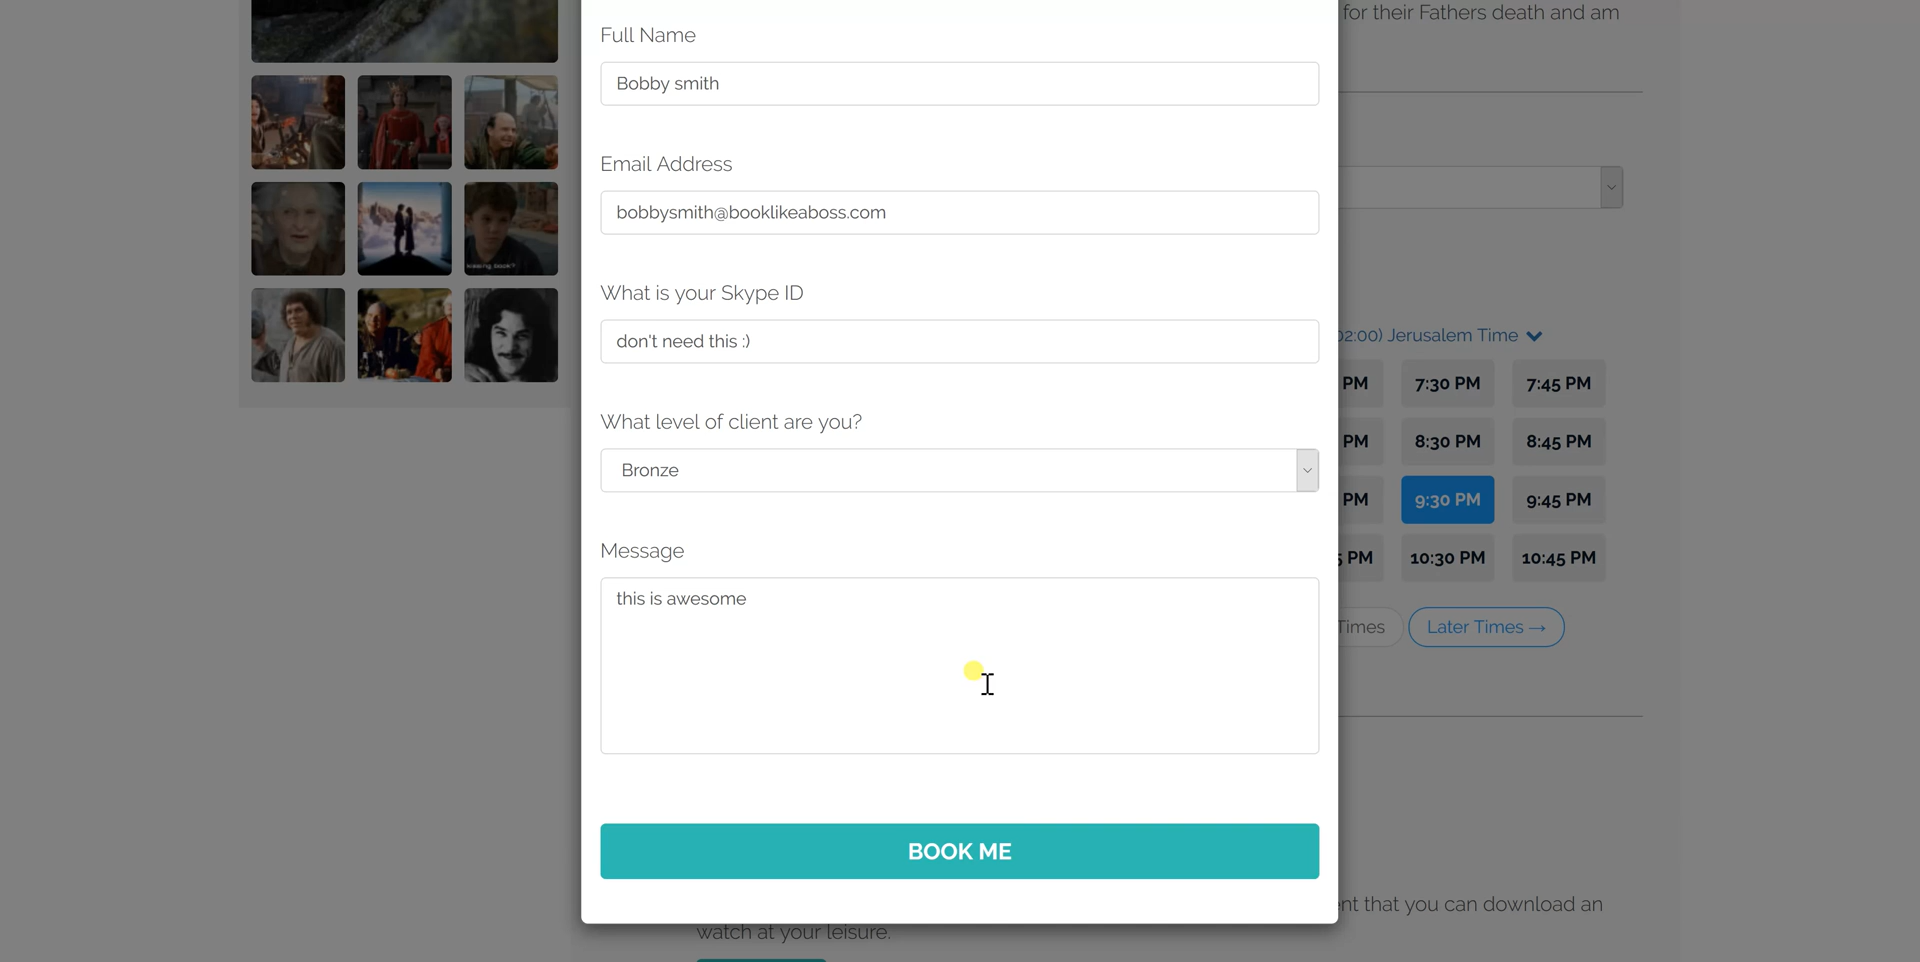 for their Fathers death and am
Full Name
Bobby smith
Email Address
bobbysmith@booklikeaboss.com
What is your Skype ID
don't need this :)
What level of client are you?
Bronze
Message
this is awesome
BOOK ME
02:00) Jerusalem Time
PM 7:30 PM 7:45 PM
PM 8:30 PM 8:45 PM
PM 9:30 PM 9:45 PM
5 PM 10:30 PM 10:45 PM
Times Later Times →
ent that you can download an
watch at your leisure.